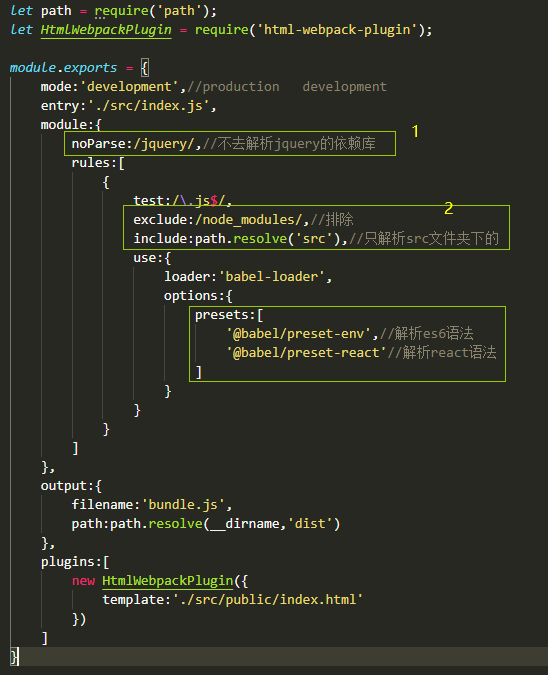 let path = require('path');
let HtmlWebpackPlugin = require('html-webpack-plugin');
module.exports = {
mode:'development',//production   development
entry:'./src/index.js',
module:{
1
noParse:/jquery/,//不去解析jquery的依赖库
rules:[
{
test:/\.js$/,
2
exclude:/node_modules/,//排除
include:path.resolve('src'),//只解析src文件夹下的
use:{
loader:'babel-loader',
options:{
presets:[
'@babel/preset-env',//解析es6语法
'@babel/preset-react'//解析react语法
]
}
}
}
]
},
output:{
filename:'bundle.js',
path:path.resolve(__dirname,'dist')
},
plugins:[
new HtmlWebpackPlugin({
template:'./src/public/index.html'
})
]
}